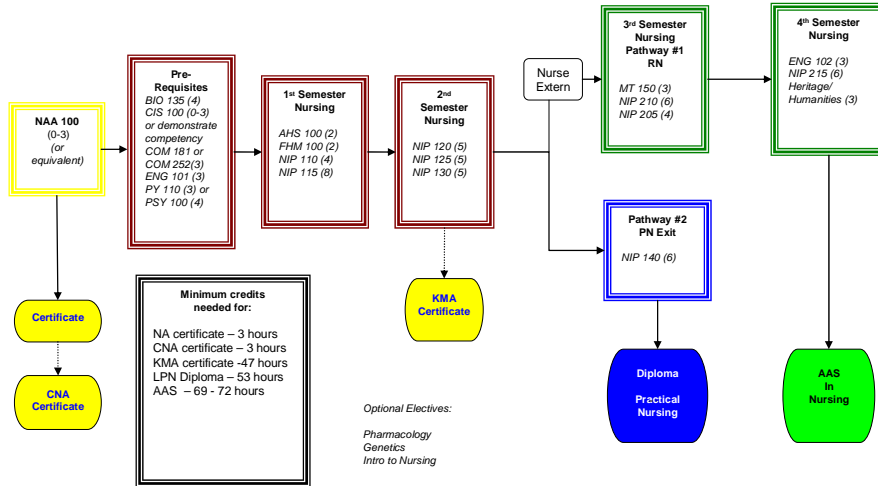 NAA 100
(0-3)
(or
equivalent)
Certificate
CNA
Certificate
Pre-
Requisites
BIO 135 (4)
CIS 100 (0-3)
or demonstrate
competency
COM 181 or
COM 252(3)
ENG 101 (3)
PY 110 (3) or
PSY 100 (4)
1st Semester
Nursing
AHS 100 (2)
FHM 100 (2)
NIP 110 (4)
NIP 115 (8)
2nd
Semester
Nursing
NIP 120 (5)
NIP 125 (5)
NIP 130 (5)
KMA
Certificate
Nurse
Extern
3rd Semester
Nursing
Pathway #1
RN
MT 150 (3)
NIP 210 (6)
NIP 205 (4)
4th Semester
Nursing
ENG 102 (3)
NIP 215 (6)
Heritage/
Humanities (3)
Pathway #2
PN Exit
NIP 140 (6)
Diploma
Practical
Nursing
AAS
In
Nursing
Minimum credits
needed for:
NA certificate – 3 hours
CNA certificate – 3 hours
KMA certificate -47 hours
LPN Diploma – 53 hours
AAS – 69 - 72 hours
Optional Electives:
Pharmacology
Genetics
Intro to Nursing